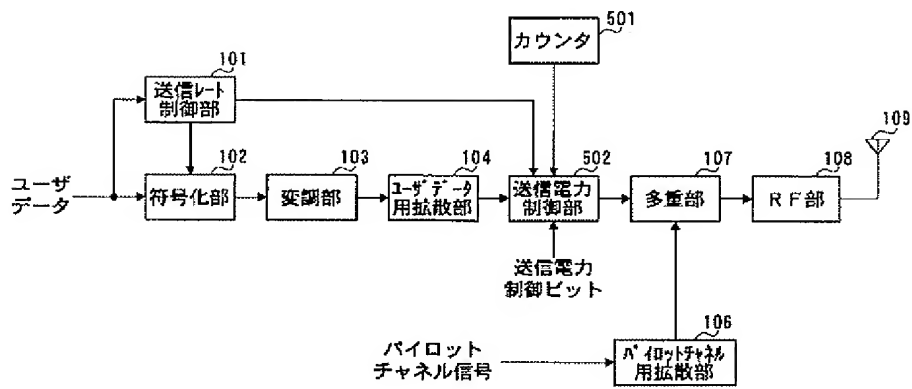 501
カウンタ
101
送信レート
制御部
109
102
103
104
502
107
108
ユーザ
データ
符号化部
変調部
ユーザデータ
用拡散部
送信電力
制御部
多重部
RF部
送信電力
制御ビット
106
パイロット
チャネル信号
パイロットチャネル
用拡散部